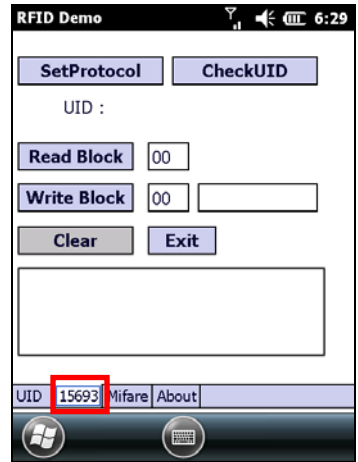 RFID Demo 6:29
SetProtocol CheckUID
UID :
Read Block 00
Write Block 00
Clear Exit
UID 15693 Mifare About